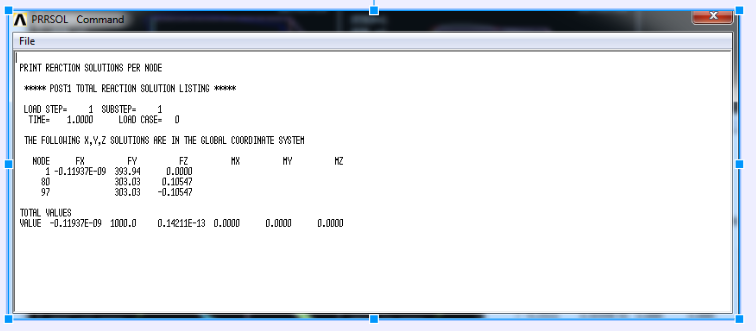 PRRSOL Command
File
PRINT REACTION SOLUTIONS PER NODE
***** POST1 TOTAL REACTION SOLUTION LISTING *****
LOAD STEP= 1 SUBSTEP= 1
TIME= 1.0000 LOAD CASE= 0
THE FOLLOWING X,Y,Z SOLUTIONS ARE IN THE GLOBAL COORDINATE SYSTEM
NODE FX FY FZ MX MY MZ
1 -0.11937E-09 393.94 0.0000
80 303.03 0.10547
97 303.03 -0.10547
TOTAL VALUES
VALUE -0.11937E-09 1000.0 0.14211E-13 0.0000 0.0000 0.0000